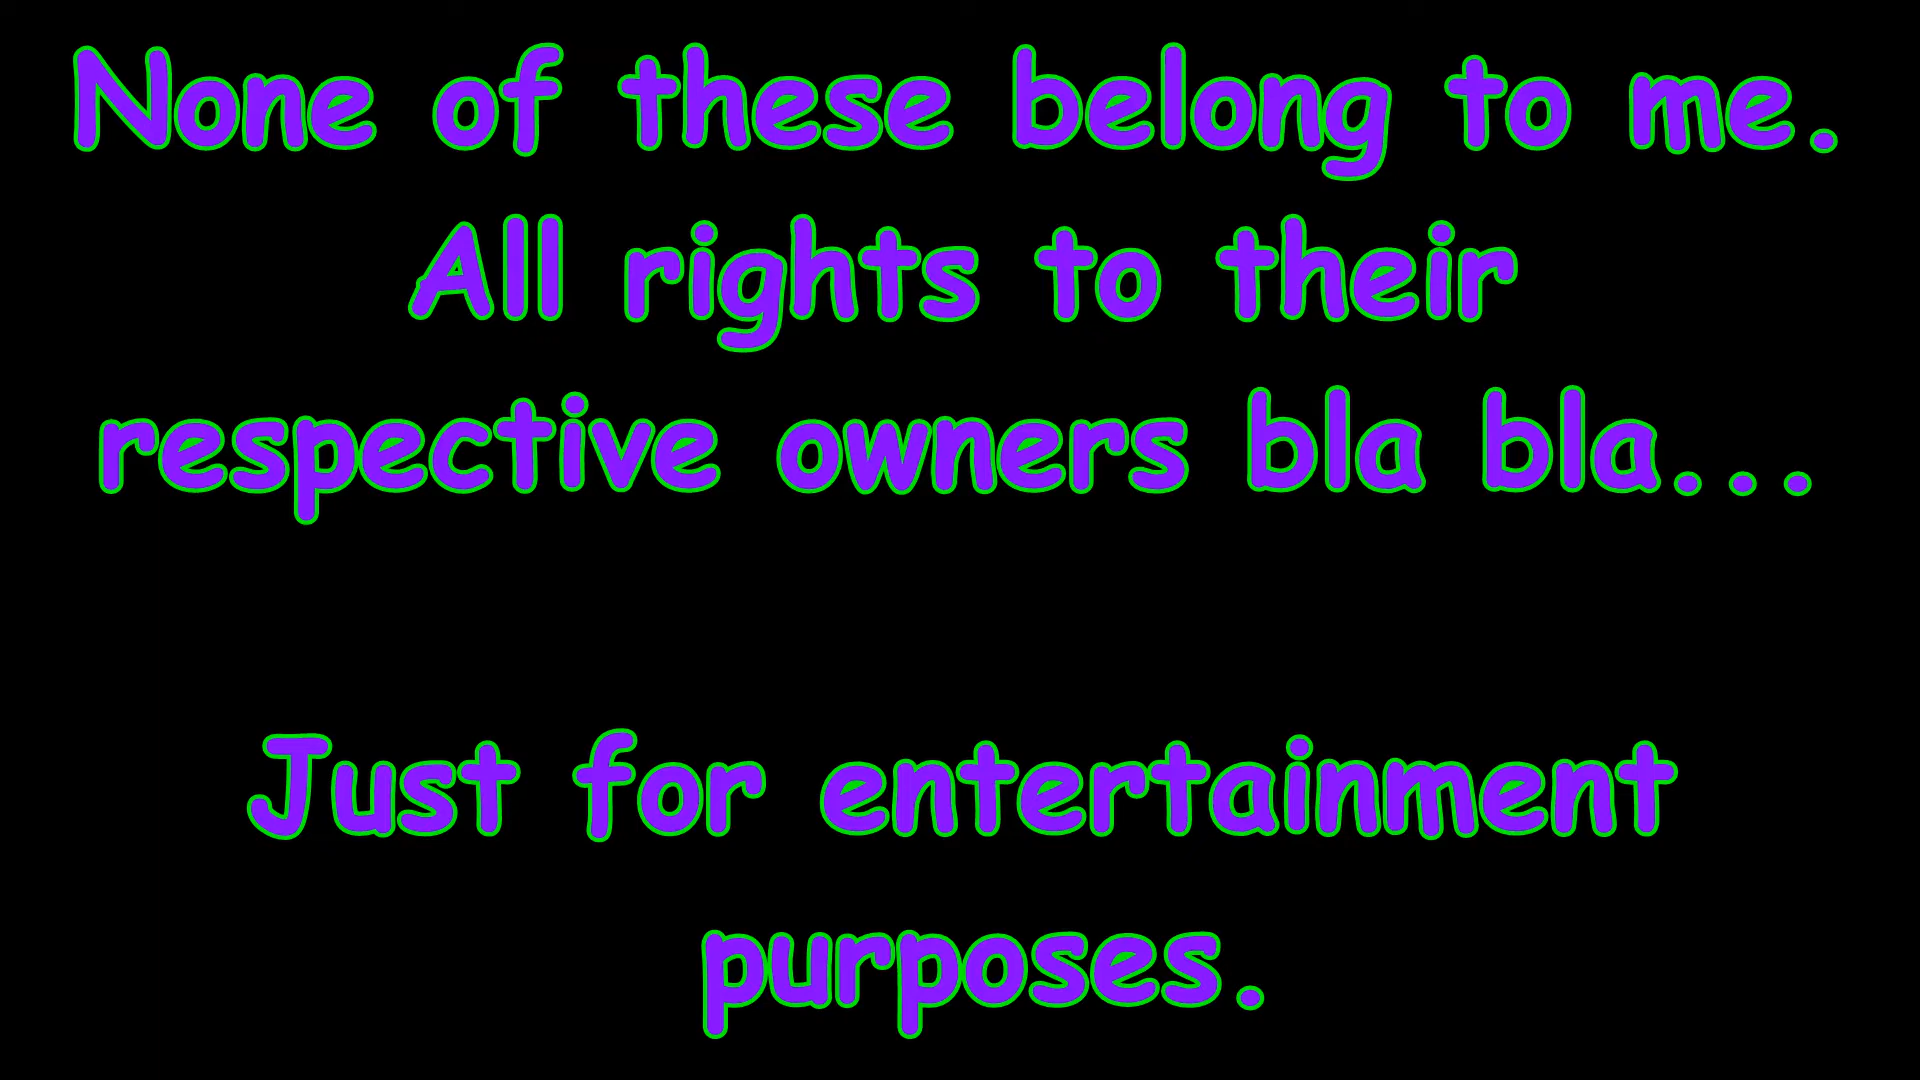 None of these belong to me.
All rights to their
respective owners bla bla...
Just for entertainment
purposes.